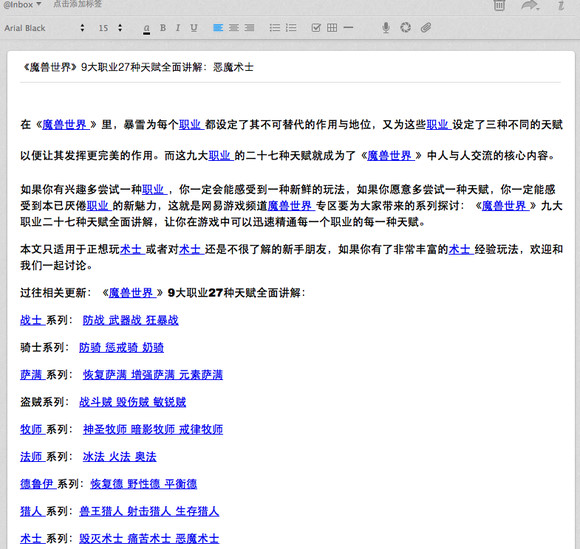 @Inbox 点击添加标签
Arial Black 15 a B I U
《魔兽世界》9大职业27种天赋全面讲解：恶魔术士
在《魔兽世界 》里，暴雪为每个职业 都设定了其不可替代的作用与地位，又为这些职业 设定了三种不同的天赋
以便让其发挥更完美的作用。而这九大职业 的二十七种天赋就成为了《魔兽世界 》中人与人交流的核心内容。
如果你有兴趣多尝试一种职业 ，你一定会能感受到一种新鲜的玩法，如果你愿意多尝试一种天赋，你一定能感
受到本已厌倦职业 的新魅力，这就是网易游戏频道魔兽世界 专区要为大家带来的系列探讨：《魔兽世界 》九大
职业二十七种天赋全面讲解，让你在游戏中可以迅速精通每一个职业的每一种天赋。
本文只适用于正想玩术士 或者对术士 还是不很了解的新手朋友，如果你有了非常丰富的术士 经验玩法，欢迎和
我们一起讨论。
过往相关更新：《魔兽世界 》9大职业27种天赋全面讲解：
战士 系列： 防战 武器战 狂暴战
骑士系列： 防骑 惩戒骑 奶骑
萨满 系列： 恢复萨满 增强萨满 元素萨满
盗贼系列： 战斗贼 毁伤贼 敏锐贼
牧师 系列： 神圣牧师 暗影牧师 戒律牧师
法师 系列： 冰法 火法 奥法
德鲁伊 系列：恢复德 野性德 平衡德
猎人 系列：兽王猎人 射击猎人 生存猎人
术士 系列：毁灭术士 痛苦术士 恶魔术士